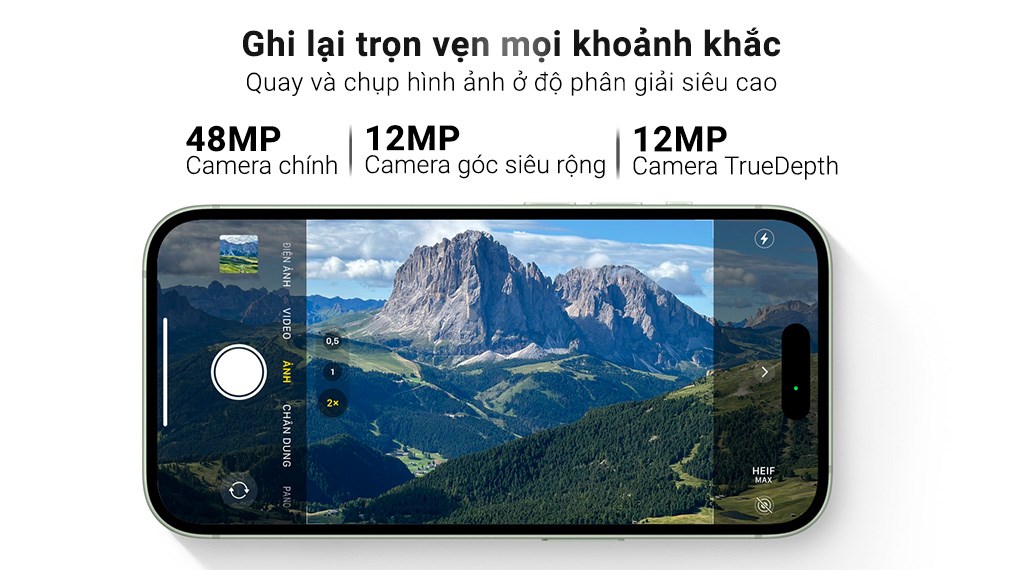 Ghi lại trọn vẹn mọi khoảnh khắc
Quay và chụp hình ảnh ở độ phân giải siêu cao
48MP
Camera chính
12MP
Camera góc siêu rộng
12MP
Camera TrueDepth
ĐIỆN ẢNH
VIDEO
ẢNH
CHÂN DUNG
PANO
0,5
1
2×
HEIF
MAX